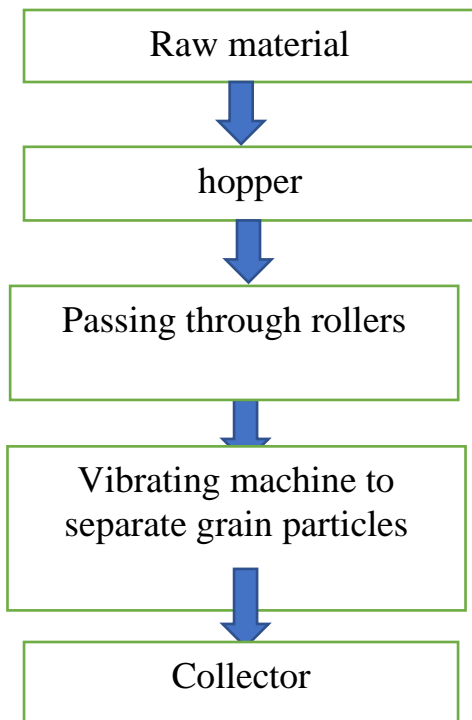 Raw material
hopper
Passing through rollers
Vibrating machine to
separate grain particles
Collector